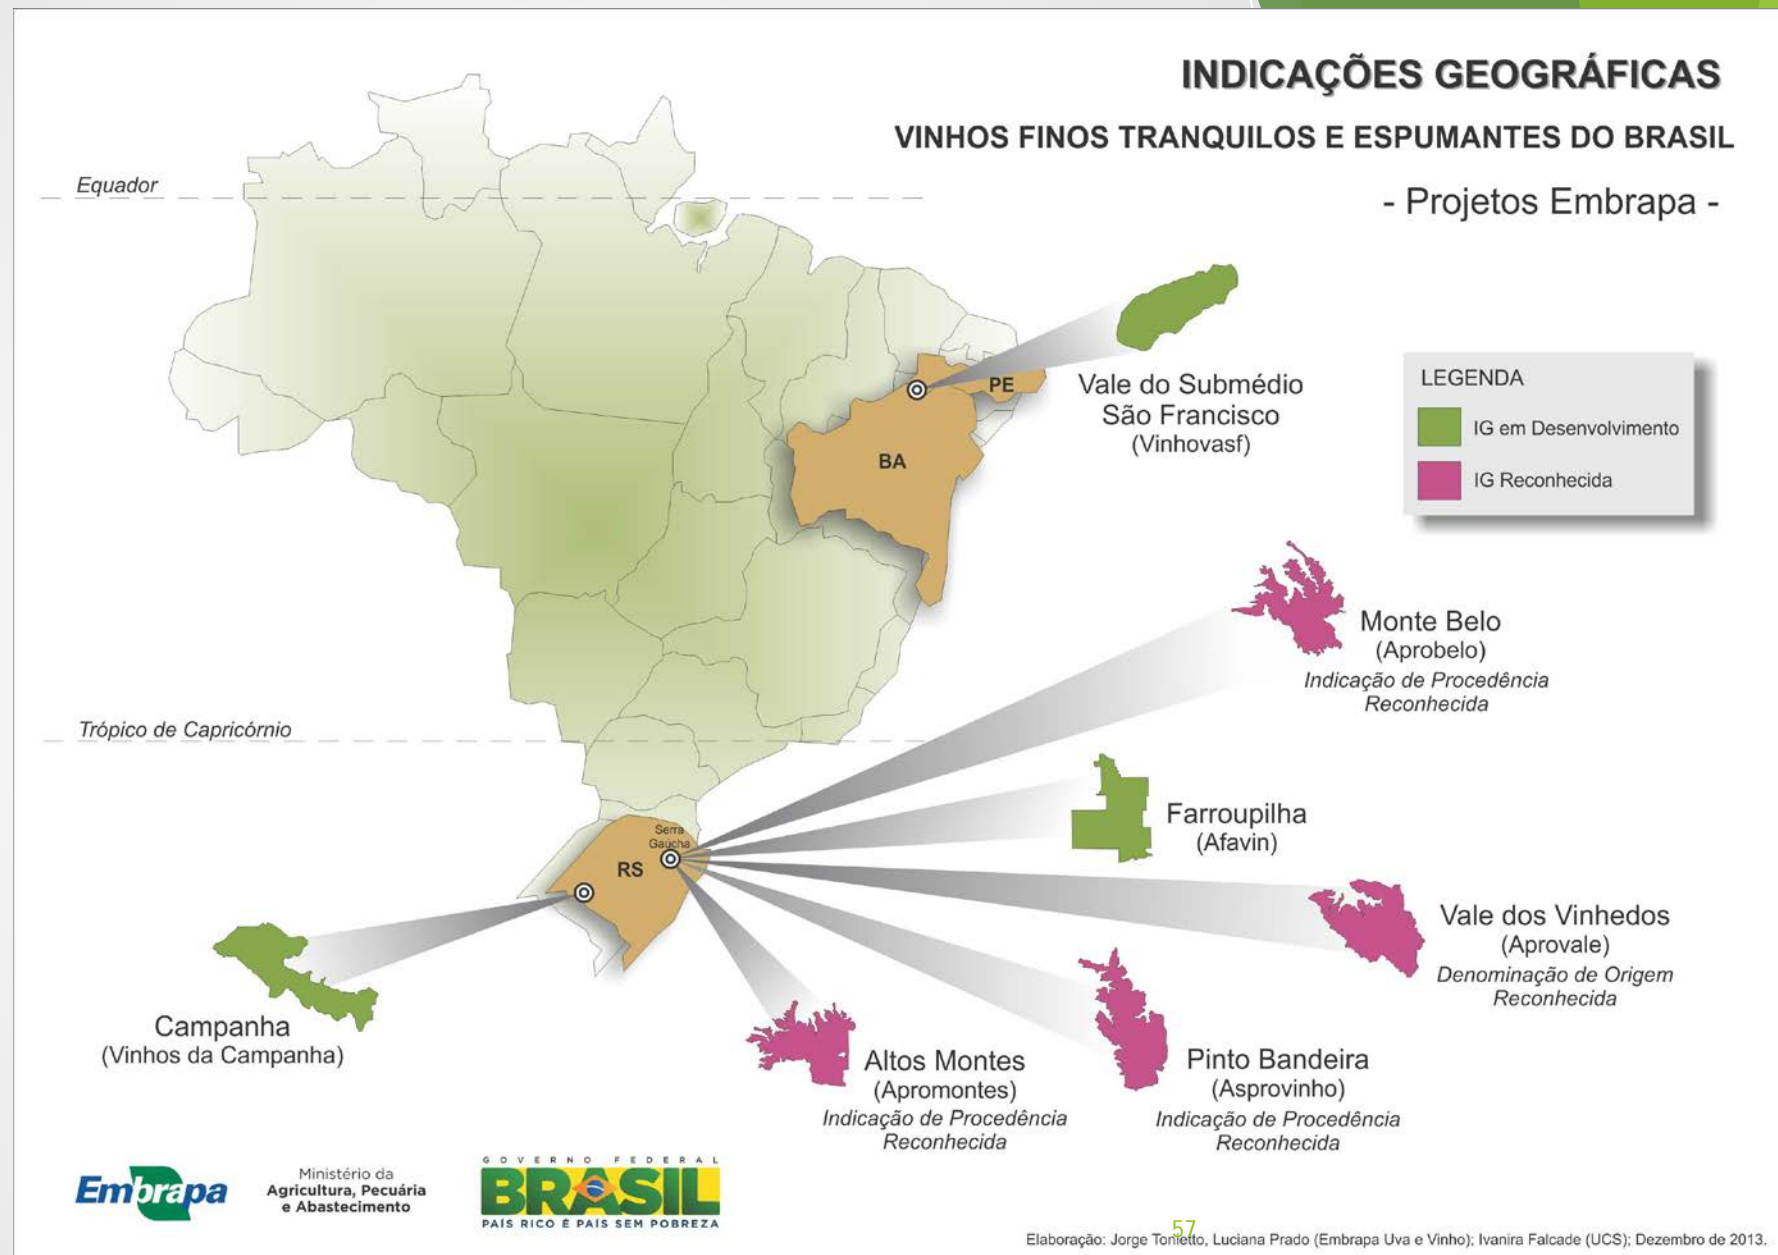 INDICAÇÕES GEOGRÁFICAS
VINHOS FINOS TRANQUILOS E ESPUMANTES DO BRASIL
- Projetos Embrapa -
Equador
PE
Vale do Submédio
São Francisco
(Vinhovasf)
LEGENDA
IG em Desenvolvimento
IG Reconhecida
BA
Monte Belo
(Aprobelo)
Indicação de Procedência
Reconhecida
Trópico de Capricórnio
Farroupilha
(Afavin)
Serra
Gaúcha
RS
Vale dos Vinhedos
(Aprovale)
Denominação de Origem
Reconhecida
Campanha
(Vinhos da Campanha)
Altos Montes
(Apromontes)
Indicação de Procedência
Reconhecida
Pinto Bandeira
(Asprovinho)
Indicação de Procedência
Reconhecida
Embrapa
Ministério da
Agricultura, Pecuária
e Abastecimento
GOVERNO FEDERAL
BRASIL
PAÍS RICO É PAÍS SEM POBREZA
57
Elaboração: Jorge Tonietto, Luciana Prado (Embrapa Uva e Vinho); Ivanira Falcade (UCS); Dezembro de 2013.